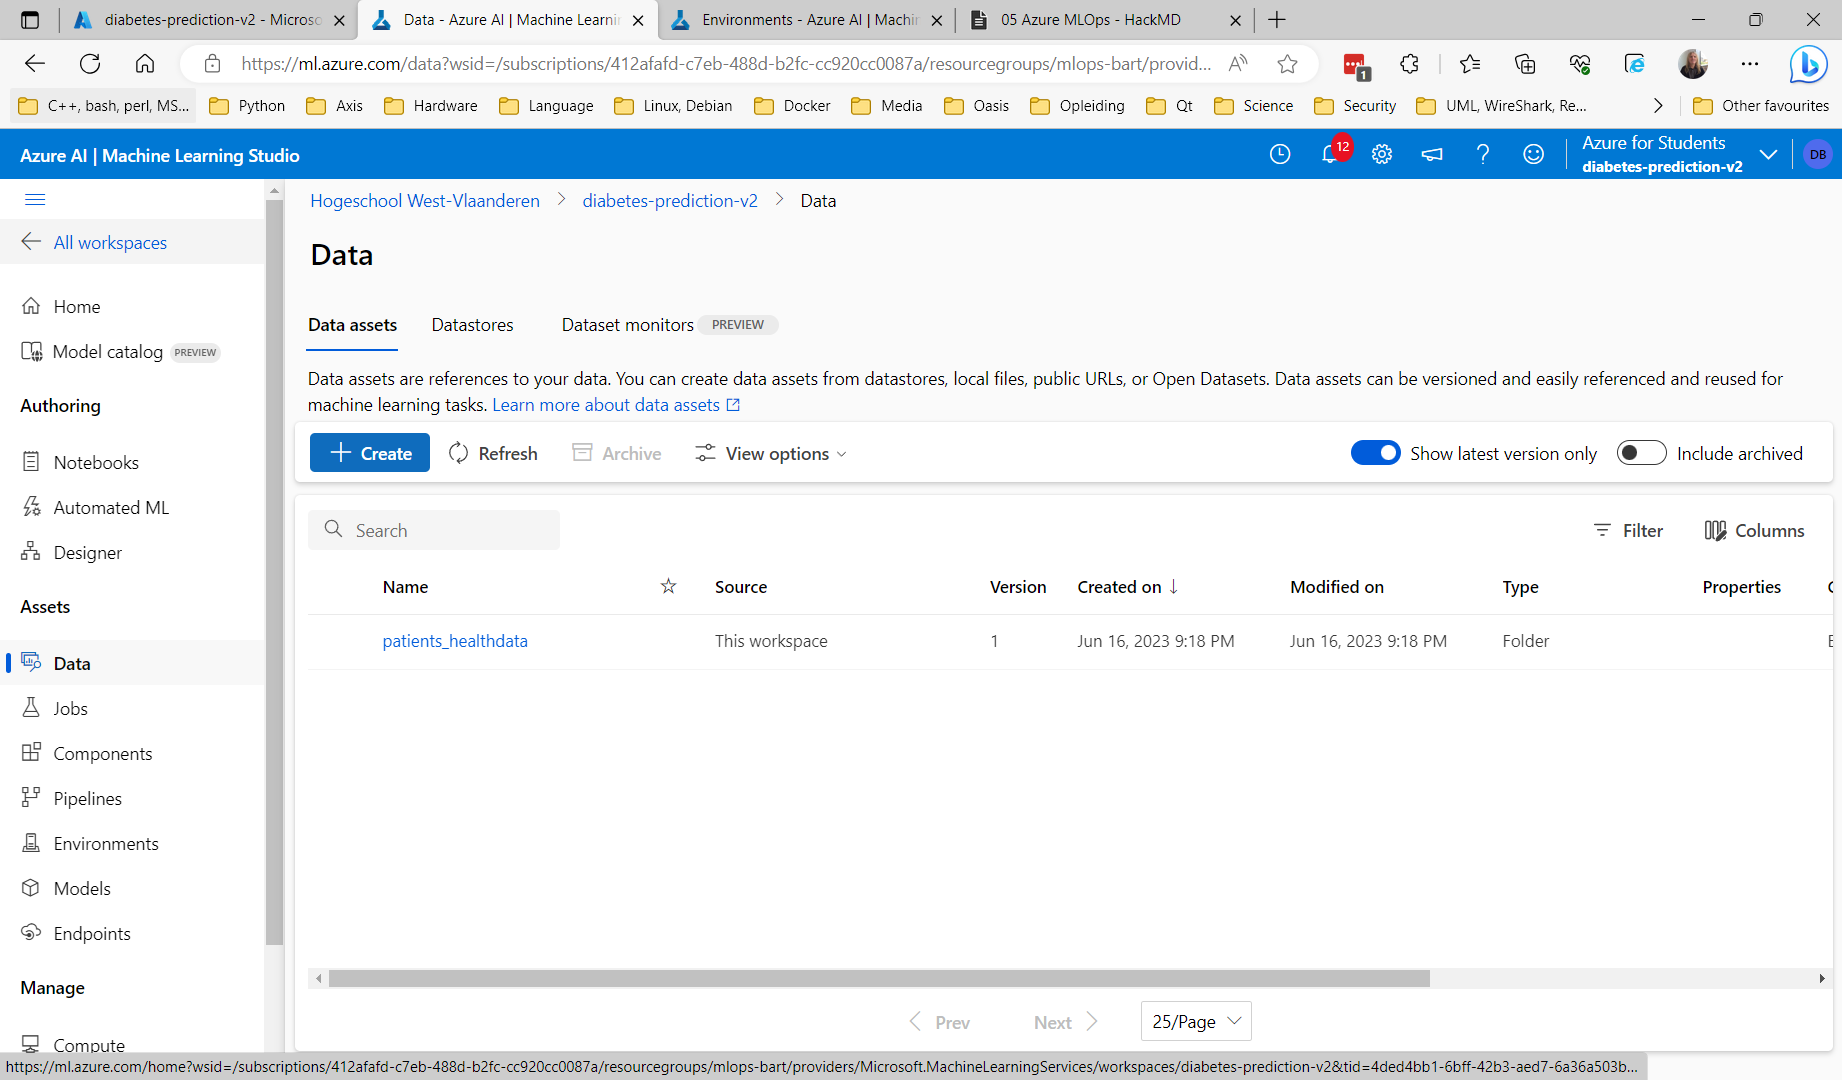 diabetes-prediction-v2 - Microso
Data - Azure AI | Machine Learnin
Environments - Azure AI | Machin
05 Azure MLOps - HackMD
https://ml.azure.com/data?wsid=/subscriptions/412afafd-c7eb-488d-b2fc-cc920cc0087a/resourcegroups/mlops-bart/provid...
1
C++, bash, perl, MS...
Python
Axis
Hardware
Language
Linux, Debian
Docker
Media
Oasis
Opleiding
Qt
Science
Security
UML, WireShark, Re...
Other favourites
Azure AI | Machine Learning Studio
12
Azure for Students
diabetes-prediction-v2
DB
All workspaces
Home
Model catalog PREVIEW
Authoring
Notebooks
Automated ML
Designer
Assets
Data
Jobs
Components
Pipelines
Environments
Models
Endpoints
Manage
Compute
Hogeschool West-Vlaanderen > diabetes-prediction-v2 > Data
Data
Data assets
Datastores
Dataset monitors PREVIEW
Data assets are references to your data. You can create data assets from datastores, local files, public URLs, or Open Datasets. Data assets can be versioned and easily referenced and reused for
machine learning tasks. Learn more about data assets
Create
Refresh
Archive
View options
Show latest version only
Include archived
Search
Filter
Columns
Name Source Version Created on ↓ Modified on Type Properties
patients_healthdata This workspace 1 Jun 16, 2023 9:18 PM Jun 16, 2023 9:18 PM Folder
Prev
Next
25/Page
https://ml.azure.com/home?wsid=/subscriptions/412afafd-c7eb-488d-b2fc-cc920cc0087a/resourcegroups/mlops-bart/providers/Microsoft.MachineLearningServices/workspaces/diabetes-prediction-v2&tid=4ded4bb1-6bff-42b3-aed7-6a36a503b...